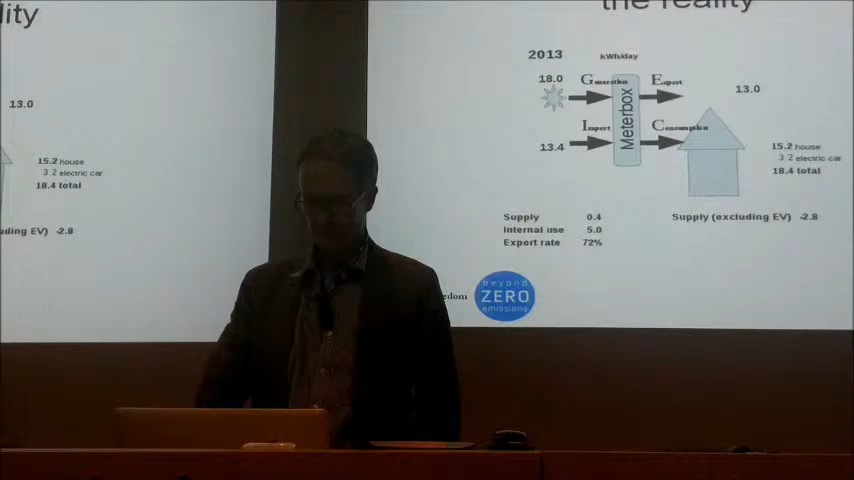 lity
13.0
15.2 house
3.2 electric car
18.4 total
ding EV) -2.8
the reality
2013 kWh/day
18.0 Generation Export 13.0
Meterbox
13.4 Import Consumption
15.2 house
3.2 electric car
18.4 total
Supply 0.4
Internal use 5.0
Export rate 72%
Supply (excluding EV) -2.8
edom
beyond
ZERO
emissions